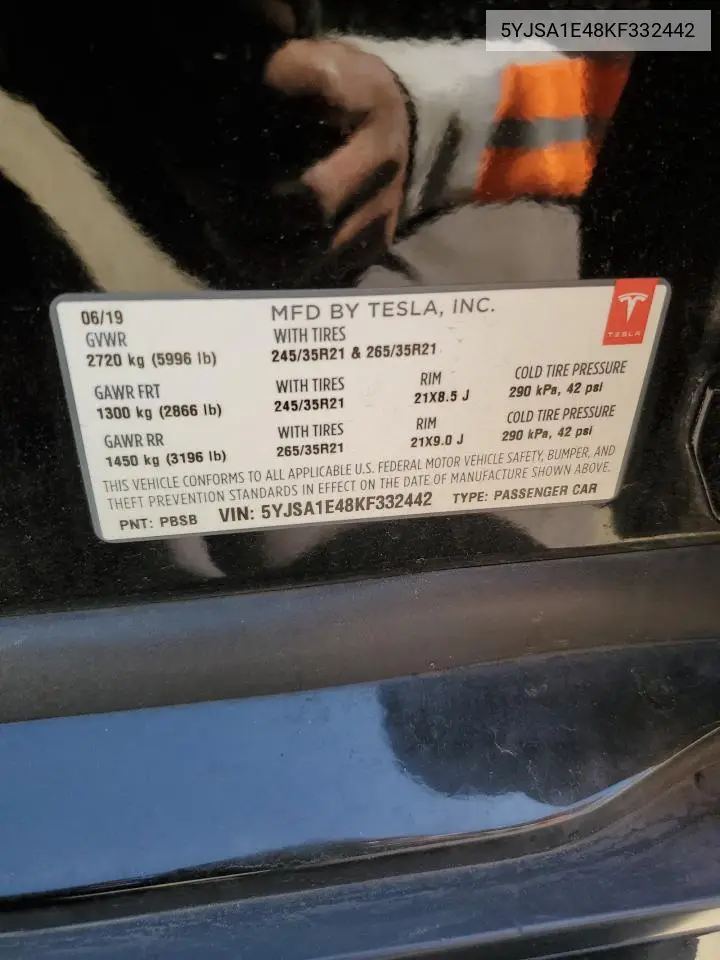 5YJSA1E48KF332442
06/19 MFD BY TESLA, INC.
TESLA
GVWR WITH TIRES
2720 kg (5996 lb) 245/35R21 & 265/35R21
GAWR FRT WITH TIRES RIM COLD TIRE PRESSURE
1300 kg (2866 lb) 245/35R21 21X8.5 J 290 kPa, 42 psi
GAWR RR WITH TIRES RIM COLD TIRE PRESSURE
1450 kg (3196 lb) 265/35R21 21X9.0 J 290 kPa, 42 psi
THIS VEHICLE CONFORMS TO ALL APPLICABLE U.S. FEDERAL MOTOR VEHICLE SAFETY, BUMPER, AND
THEFT PREVENTION STANDARDS IN EFFECT ON THE DATE OF MANUFACTURE SHOWN ABOVE.
PNT: PBSB VIN: 5YJSA1E48KF332442 TYPE: PASSENGER CAR